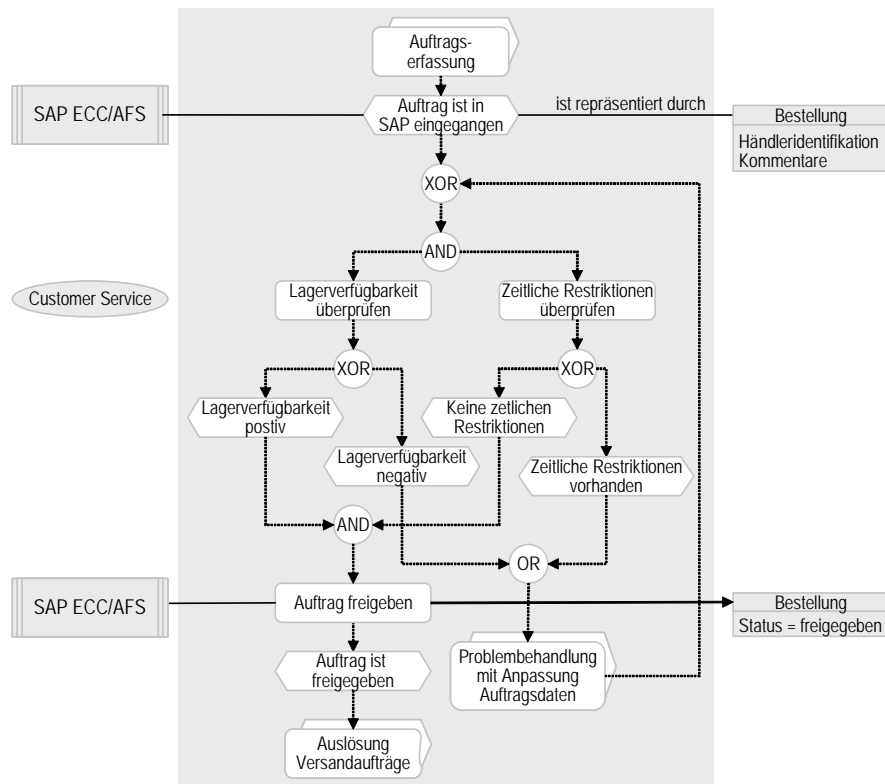 Auftrags-
erfassung
SAP ECC/AFS
Auftrag ist in
SAP eingegangen
ist repräsentiert durch
Bestellung
Händleridentifikation
Kommentare
XOR
AND
Customer Service
Lagerverfügbarkeit
überprüfen
Zeitliche Restriktionen
überprüfen
XOR
XOR
Lagerverfügbarkeit
postiv
Keine zetlichen
Restriktionen
Lagerverfügbarkeit
negativ
Zeitliche Restriktionen
vorhanden
AND
OR
SAP ECC/AFS
Auftrag freigeben
Bestellung
Status = freigegeben
Auftrag ist
freigegeben
Problembehandlung
mit Anpassung
Auftragsdaten
Auslösung
Versandaufträge